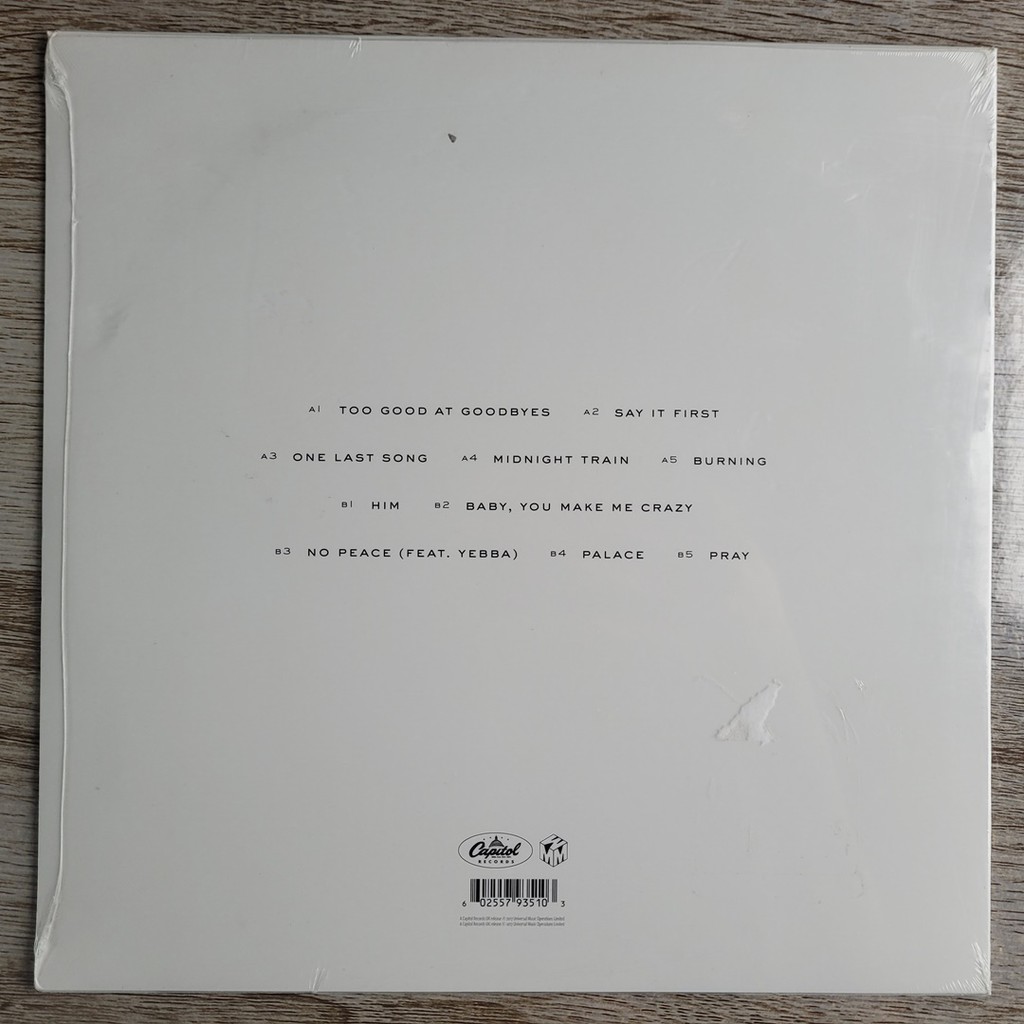 A1 TOO GOOD AT GOODBYES A2 SAY IT FIRST
A3 ONE LAST SONG A4 MIDNIGHT TRAIN A5 BURNING
B1 HIM B2 BABY, YOU MAKE ME CRAZY
B3 NO PEACE (FEAT. YEBBA) B4 PALACE B5 PRAY
Capitol
RECORDS
6 02557 93510 3